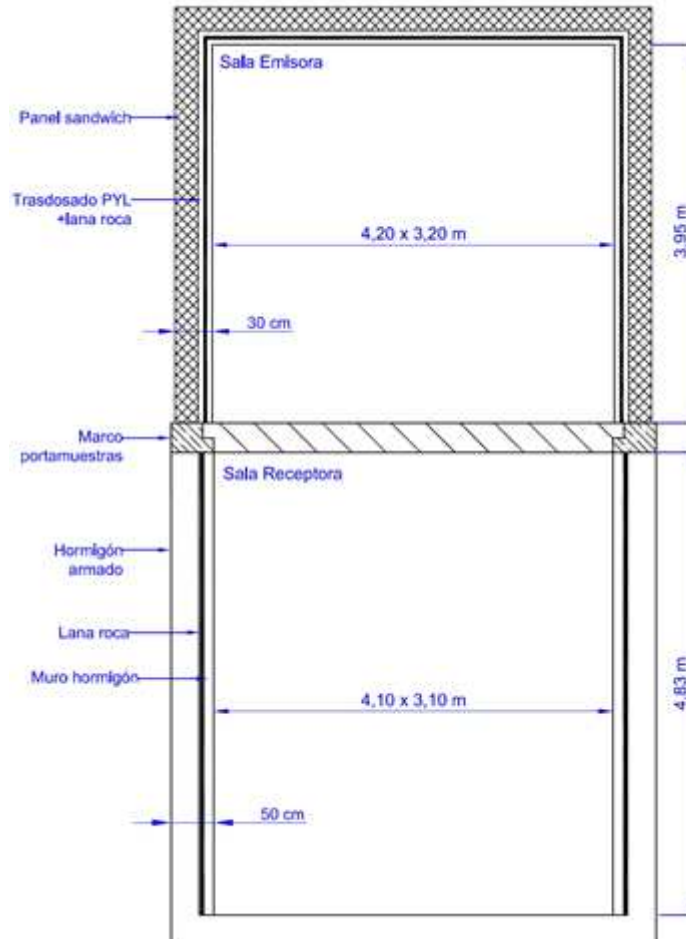 Sala Emisora
Panel sandwich
Trasdosado PYL
+lana roca
4,20 x 3,20 m
3.95 m
30 cm
Marco
portamuestras
Sala Receptora
Hormigón
armado
Lana roca
Muro hormigón
4,10 x 3,10 m
4.83 m
50 cm